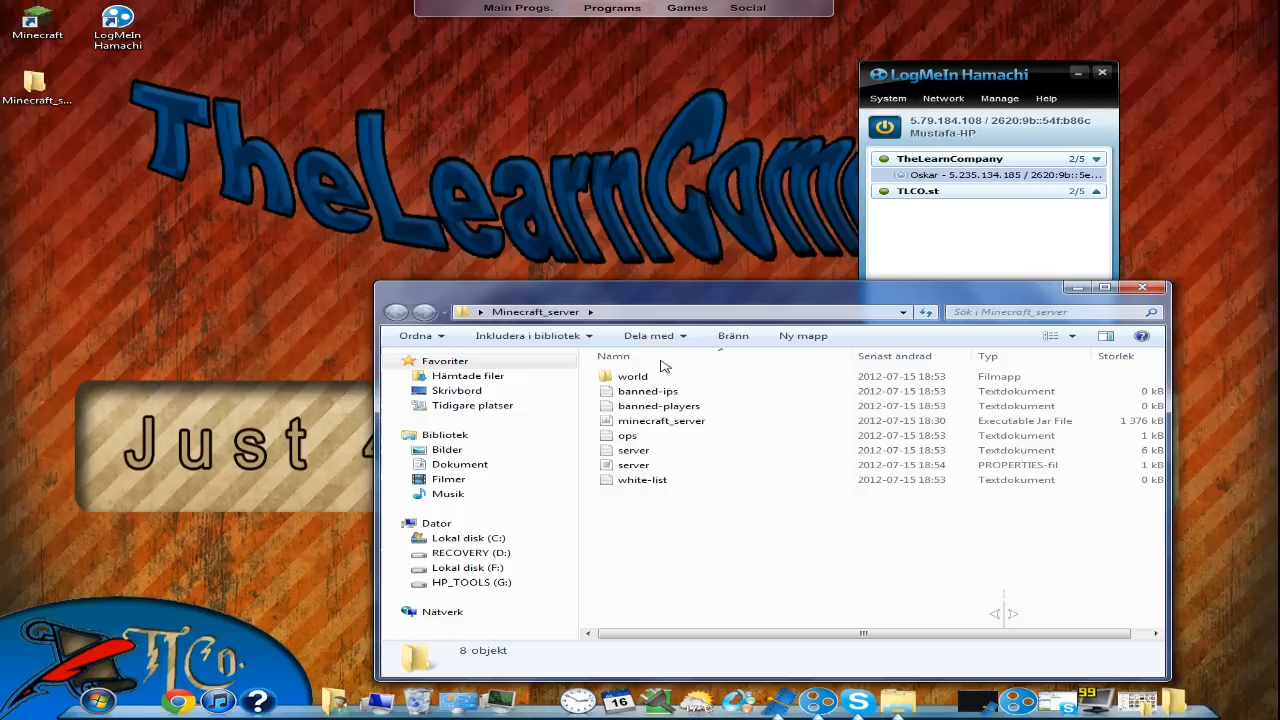 Main Progs. Programs Games Social
Minecraft
LogMeIn
Hamachi
Minecraft_s...
TheLearnCom
LogMeIn Hamachi
System Network Manage Help
5.79.184.108 / 2620:9b::54f:b86c
Mustafa-HP
TheLearnCompany 2/5
Oskar - 5.235.134.185 / 2620:9b::5e...
TLCO.st 2/5
Minecraft_server
Sök i Minecraft_server
Ordna Inkludera i bibliotek Dela med Bränn Ny mapp
Favoriter
Hämtade filer
Skrivbord
Tidigare platser
Bibliotek
Bilder
Dokument
Filmer
Musik
Dator
Lokal disk (C:)
RECOVERY (D:)
Lokal disk (F:)
HP_TOOLS (G:)
Nätverk
Namn Senast ändrad Typ Storlek
world 2012-07-15 18:53 Filmapp
banned-ips 2012-07-15 18:53 Textdokument 0 kB
banned-players 2012-07-15 18:53 Textdokument 0 kB
minecraft_server 2012-07-15 18:30 Executable Jar File 1 376 kB
ops 2012-07-15 18:53 Textdokument 1 kB
server 2012-07-15 18:53 Textdokument 6 kB
server 2012-07-15 18:54 PROPERTIES-fil 1 kB
white-list 2012-07-15 18:53 Textdokument 0 kB
8 objekt
Just 4
TLCo.
16
99